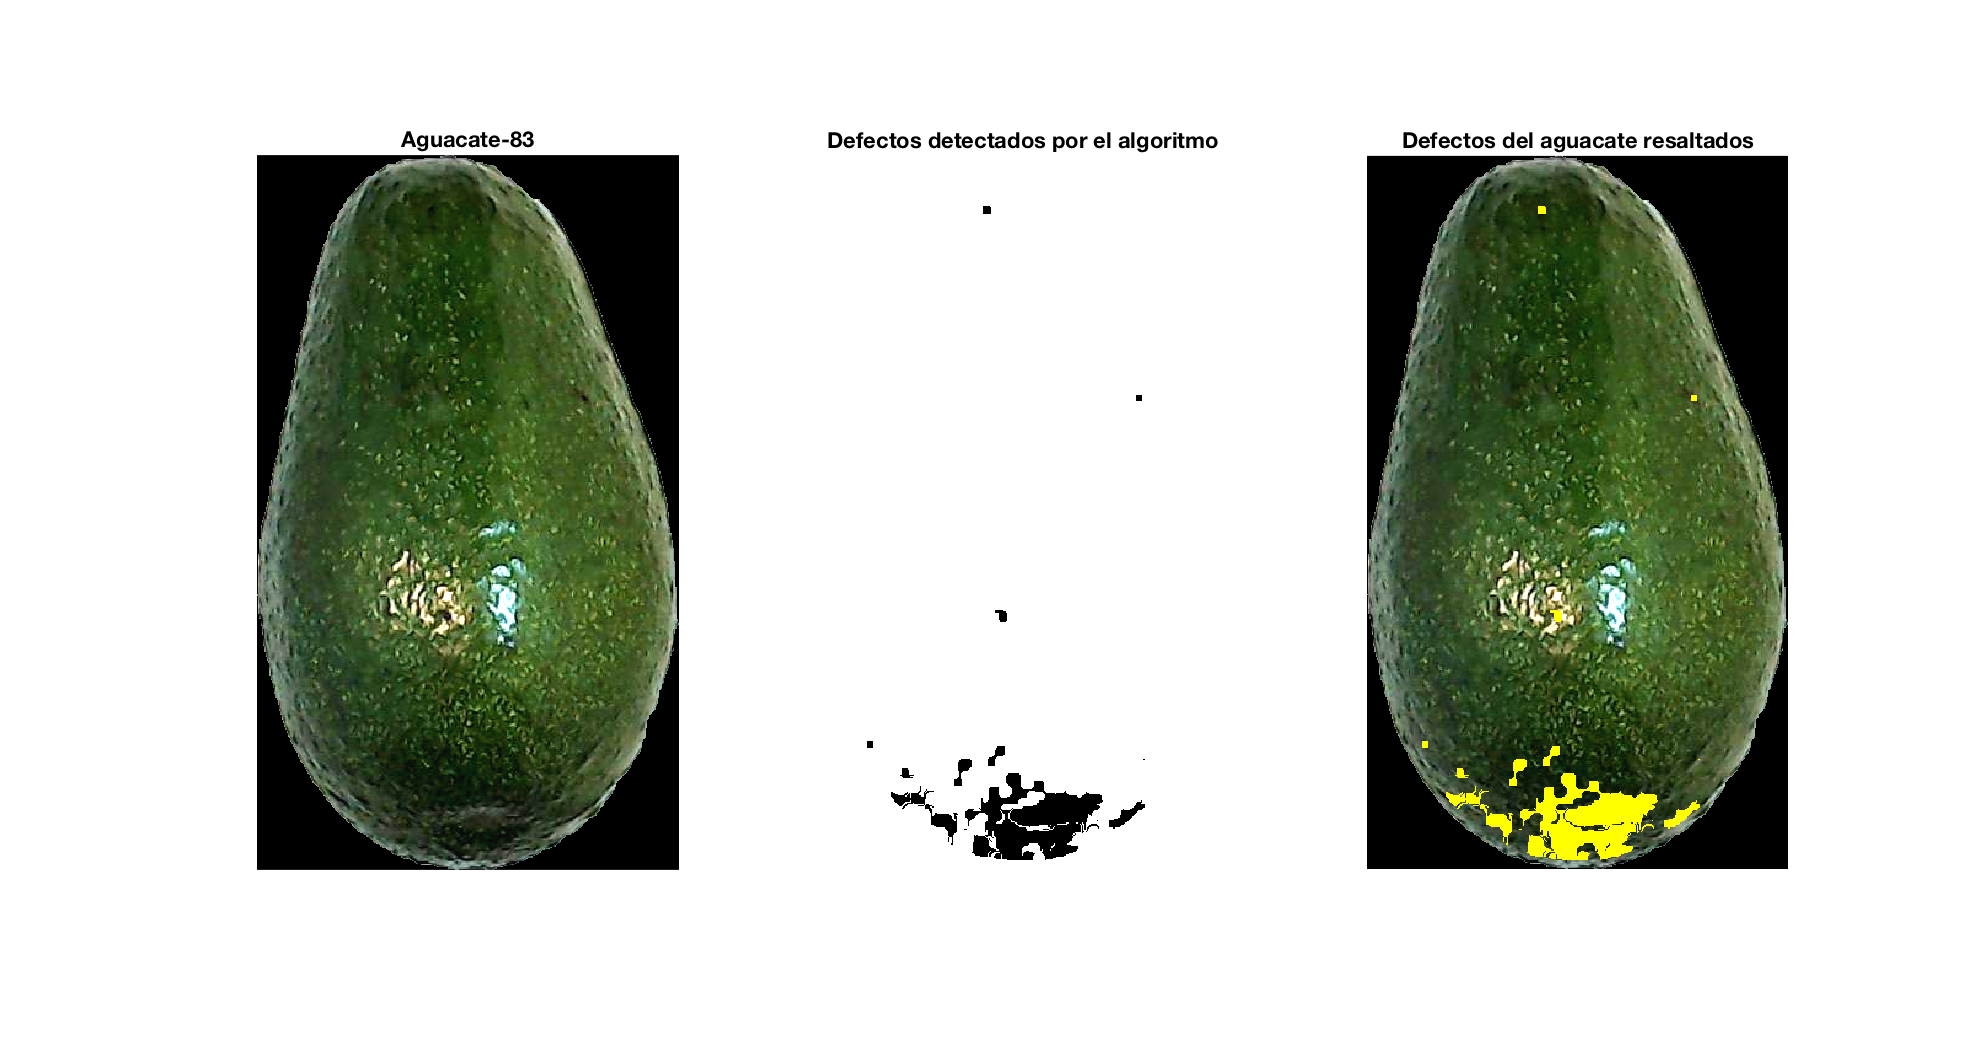 Aguacate-83
Defectos detectados por el algoritmo
Defectos del aguacate resaltados